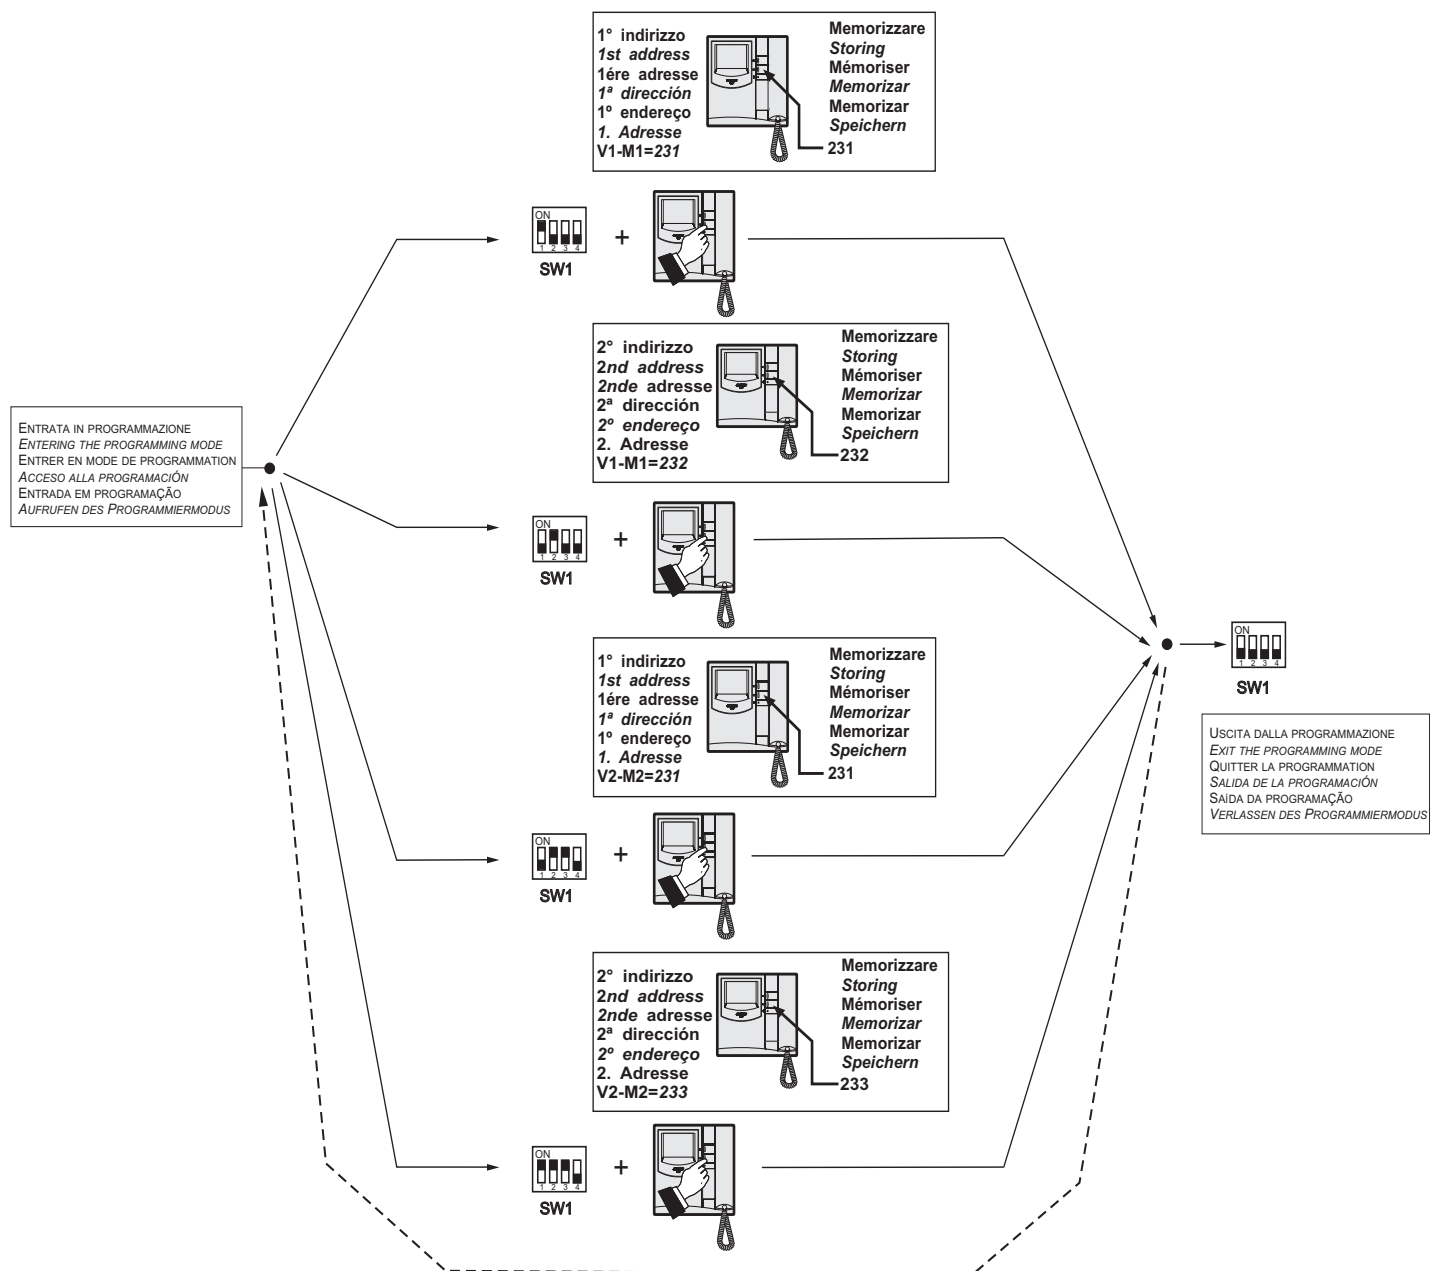 1° indirizzo
1st address
1ére adresse
1ª dirección
1º endereço
1. Adresse
V1-M1=231
Memorizzare
Storing
Mémoriser
Memorizar
Memorizar
Speichern
231
ON
1 2 3 4
SW1
+
2° indirizzo
2nd address
2nde adresse
2ª dirección
2º endereço
2. Adresse
V1-M1=232
Memorizzare
Storing
Mémoriser
Memorizar
Memorizar
Speichern
232
ENTRATA IN PROGRAMMAZIONE
ENTERING THE PROGRAMMING MODE
ENTRER EN MODE DE PROGRAMMATION
ACCESO ALLA PROGRAMACIÓN
ENTRADA EM PROGRAMAÇÃO
AUFRUFEN DES PROGRAMMIERMODUS
ON
1 2 3 4
SW1
+
1° indirizzo
1st address
1ére adresse
1ª dirección
1º endereço
1. Adresse
V2-M2=231
Memorizzare
Storing
Mémoriser
Memorizar
Memorizar
Speichern
231
ON
1 2 3 4
SW1
USCITA DALLA PROGRAMMAZIONE
EXIT THE PROGRAMMING MODE
QUITTER LA PROGRAMMATION
SALIDA DE LA PROGRAMACIÓN
SAíDA DA PROGRAMAÇÃO
VERLASSEN DES PROGRAMMIERMODUS
ON
1 2 3 4
SW1
+
2° indirizzo
2nd address
2nde adresse
2ª dirección
2º endereço
2. Adresse
V2-M2=233
Memorizzare
Storing
Mémoriser
Memorizar
Memorizar
Speichern
233
ON
1 2 3 4
SW1
+